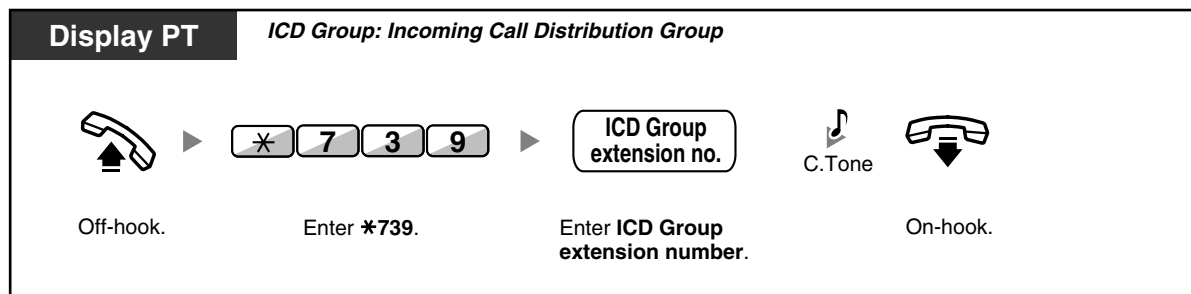 Display PT
ICD Group: Incoming Call Distribution Group
* 7 3 9
ICD Group
extension no.
C.Tone
Off-hook.
Enter *739.
Enter ICD Group
extension number.
On-hook.